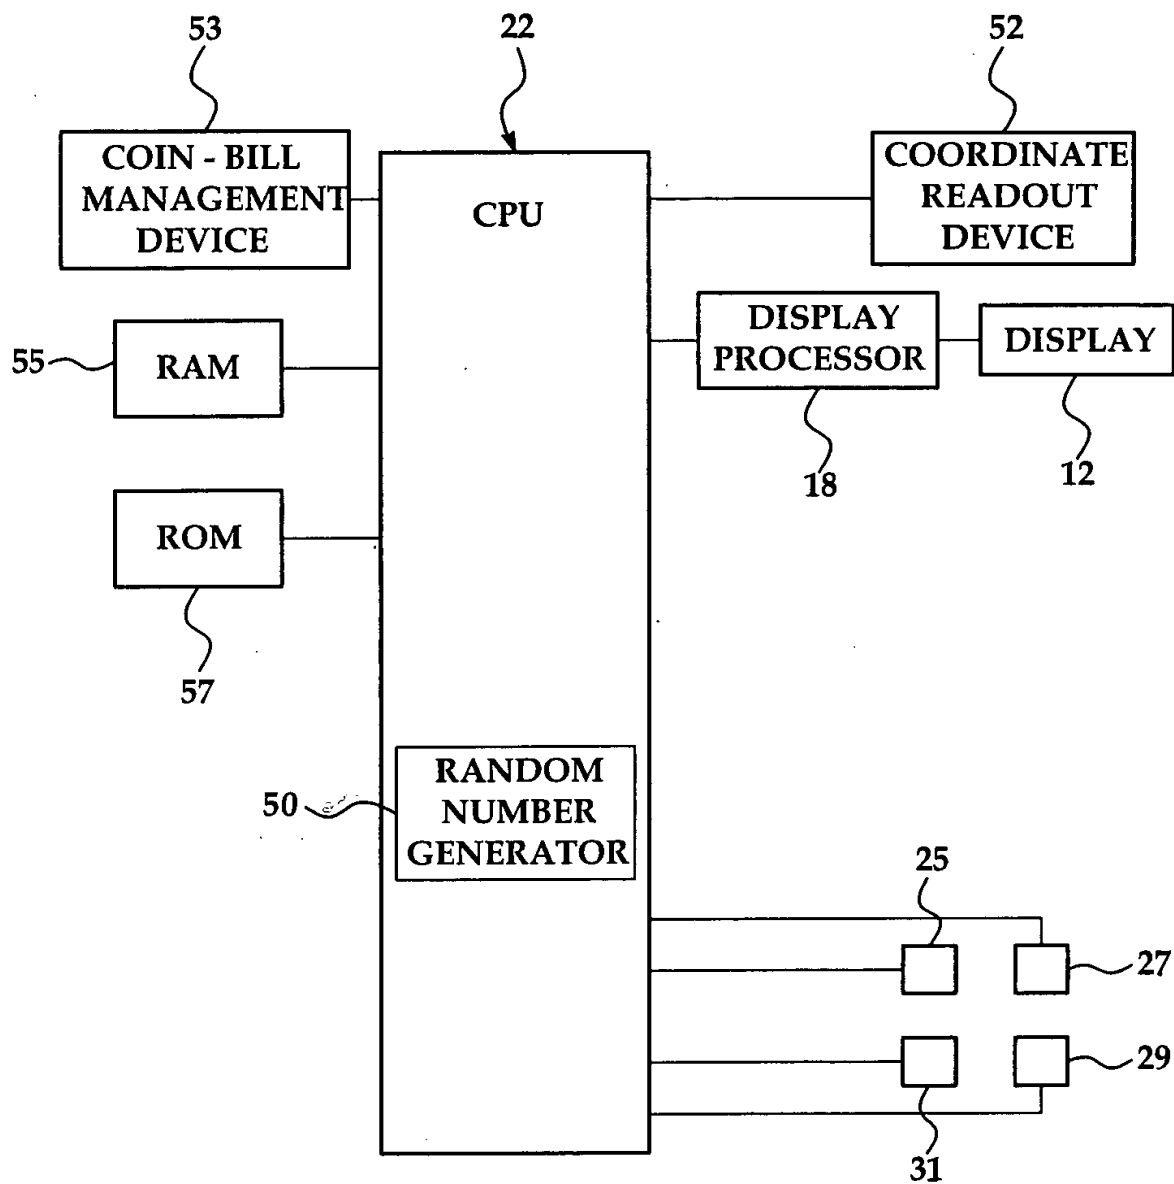 53
22
52
COIN - BILL
MANAGEMENT
DEVICE
CPU
COORDINATE
READOUT
DEVICE
DISPLAY
PROCESSOR
DISPLAY
55
RAM
18
12
ROM
57
50
RANDOM
NUMBER
GENERATOR
25
27
29
31